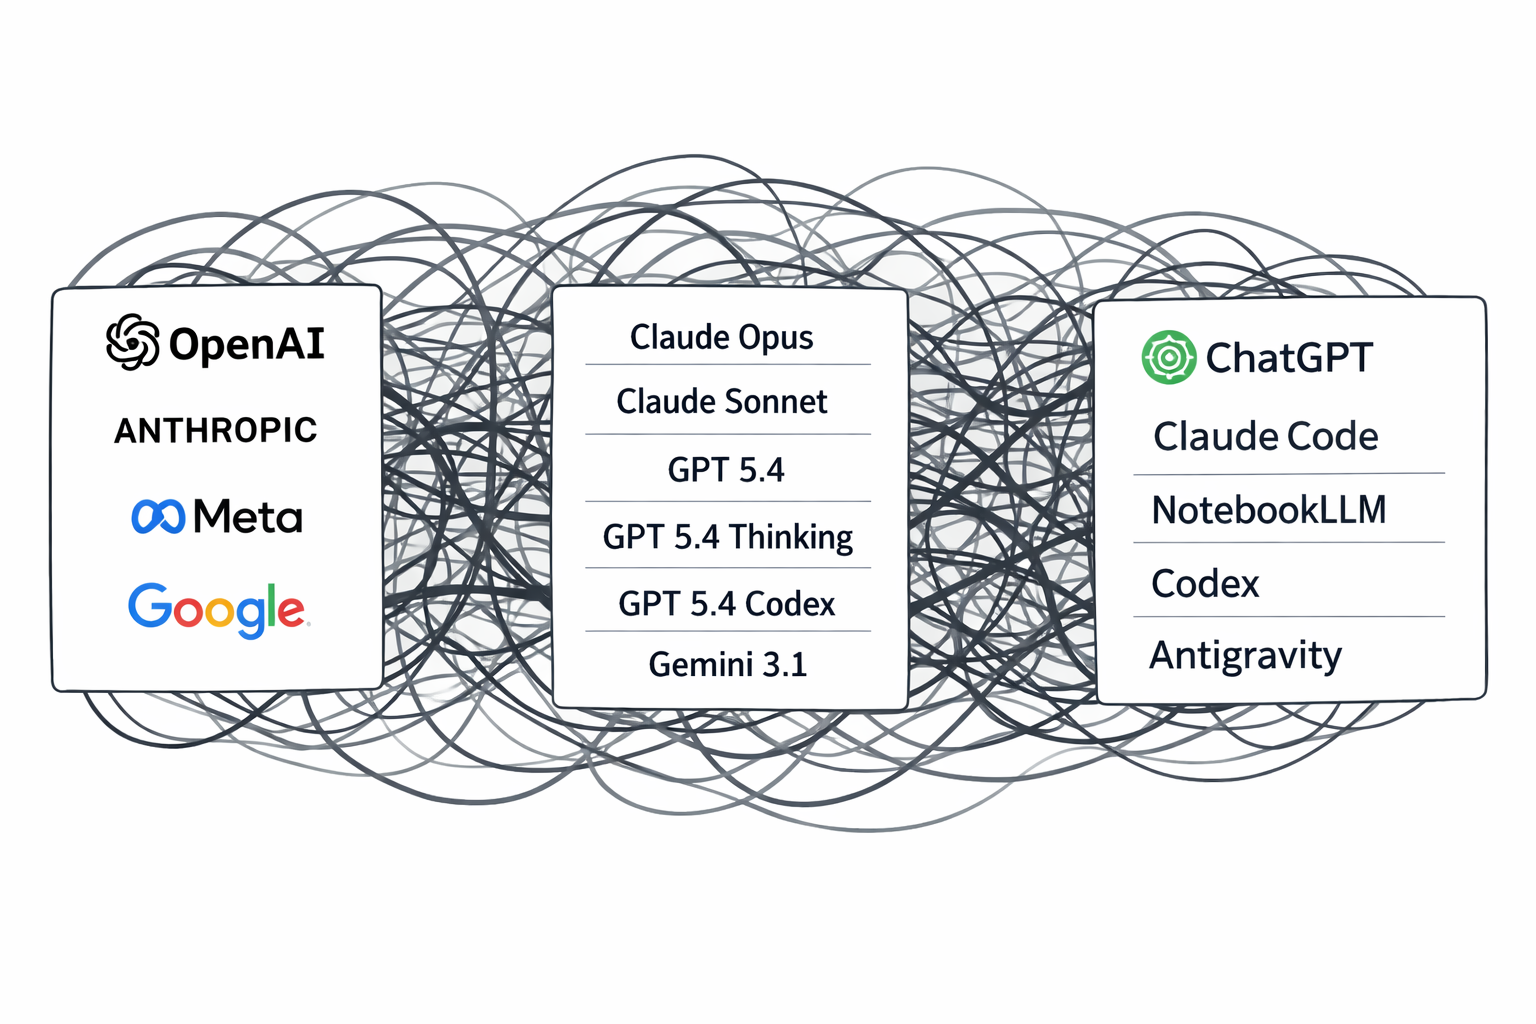 OpenAI
ANTHROPIC
Meta
Google
Claude Opus
Claude Sonnet
GPT 5.4
GPT 5.4 Thinking
GPT 5.4 Codex
Gemini 3.1
ChatGPT
Claude Code
NotebookLLM
Codex
Antigravity